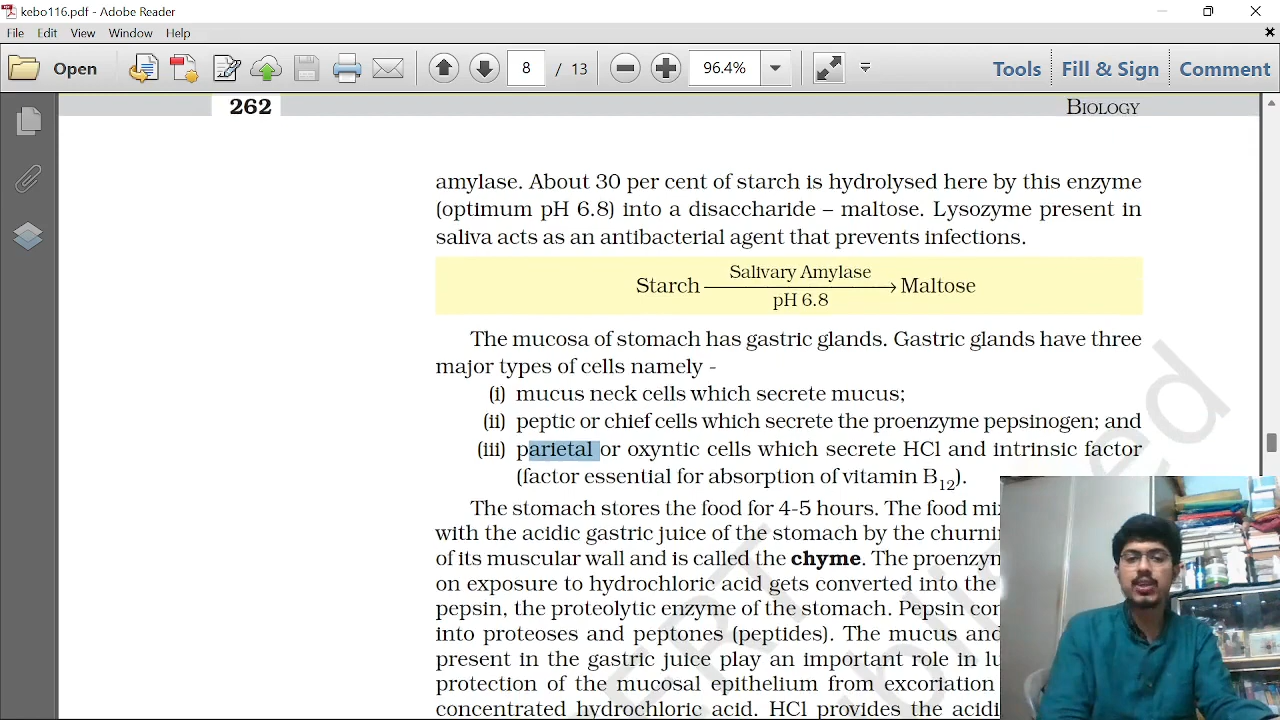 kebo116.pdf - Adobe Reader
File Edit View Window Help
Open 8 / 13 96.4% Tools Fill & Sign Comment
262 BIOLOGY
amylase. About 30 per cent of starch is hydrolysed here by this enzyme
(optimum pH 6.8) into a disaccharide – maltose. Lysozyme present in
saliva acts as an antibacterial agent that prevents infections.
Salivary Amylase
Starch → Maltose
pH 6.8
The mucosa of stomach has gastric glands. Gastric glands have three
major types of cells namely -
(i) mucus neck cells which secrete mucus;
(ii) peptic or chief cells which secrete the proenzyme pepsinogen; and
(iii) parietal or oxyntic cells which secrete HCl and intrinsic factor
(factor essential for absorption of vitamin B12).
The stomach stores the food for 4-5 hours. The food mi
with the acidic gastric juice of the stomach by the churni
of its muscular wall and is called the chyme. The proenzy
on exposure to hydrochloric acid gets converted into the
pepsin, the proteolytic enzyme of the stomach. Pepsin co
into proteoses and peptones (peptides). The mucus and
present in the gastric juice play an important role in lu
protection of the mucosal epithelium from excoriation
concentrated hydrochloric acid. HCl provides the acidi